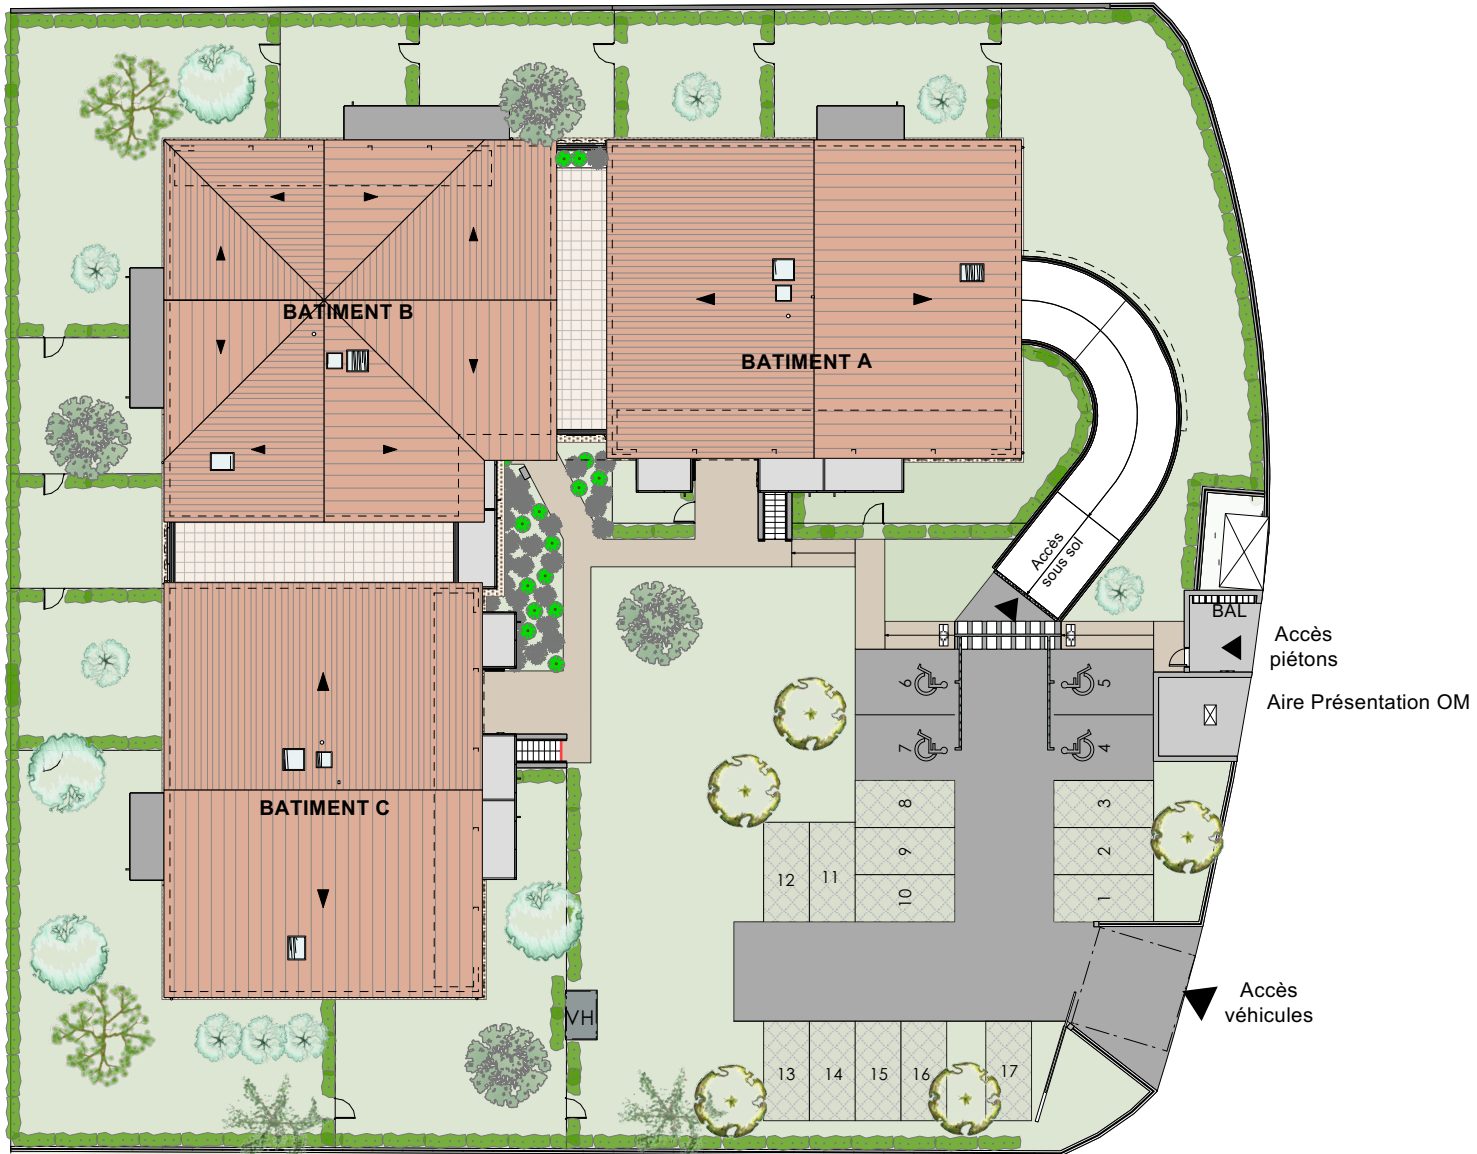 BATIMENT B
BATIMENT A
Accès
sous sol
BAL
Accès
piétons
Aire Présentation OM
6
5
7
4
8
3
9
2
10
1
12
11
BATIMENT C
Accès
véhicules
VH
13
14
15
16
17